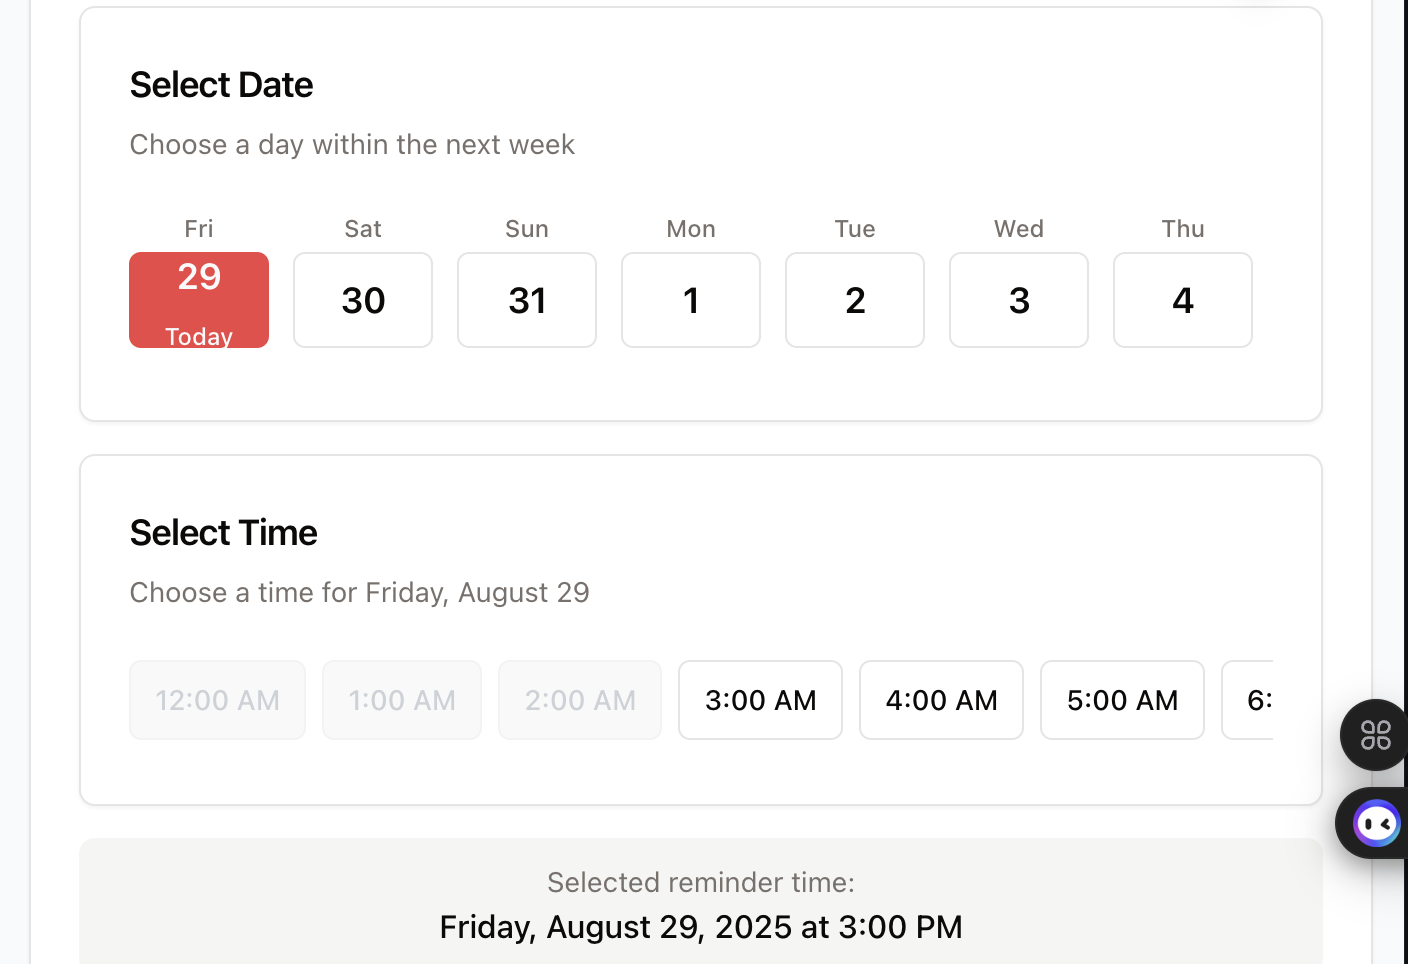 Select Date
Choose a day within the next week
Fri Sat Sun Mon Tue Wed Thu
29 30 31 1 2 3 4
Today
Select Time
Choose a time for Friday, August 29
12:00 AM 1:00 AM 2:00 AM 3:00 AM 4:00 AM 5:00 AM 6:
Selected reminder time:
Friday, August 29, 2025 at 3:00 PM